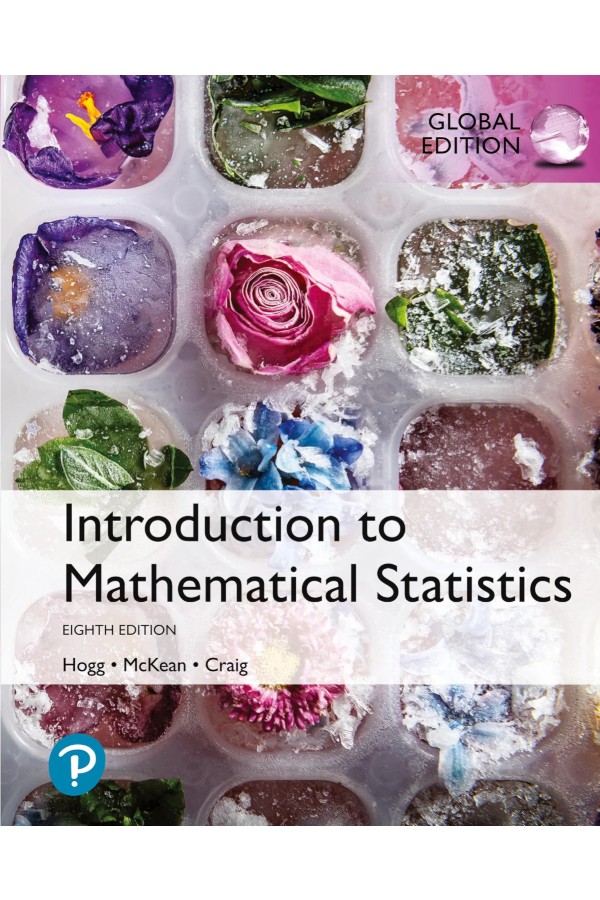 GLOBAL
EDITION
Introduction to
Mathematical Statistics
EIGHTH EDITION
Hogg • McKean • Craig
P